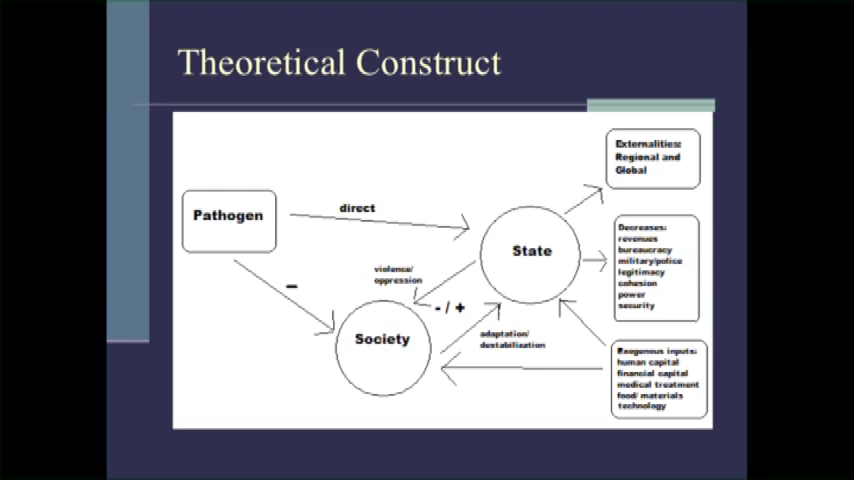 Theoretical Construct
Externalities:
Regional and
Global
Pathogen
direct
State
Decreases:
revenues
bureaucracy
military/police
legitimacy
cohesion
power
security
violence/
oppression
–
- / +
Society
adaptation/
destabilization
Exogenous inputs:
human capital
financial capital
medical treatment
food/ materials
technology